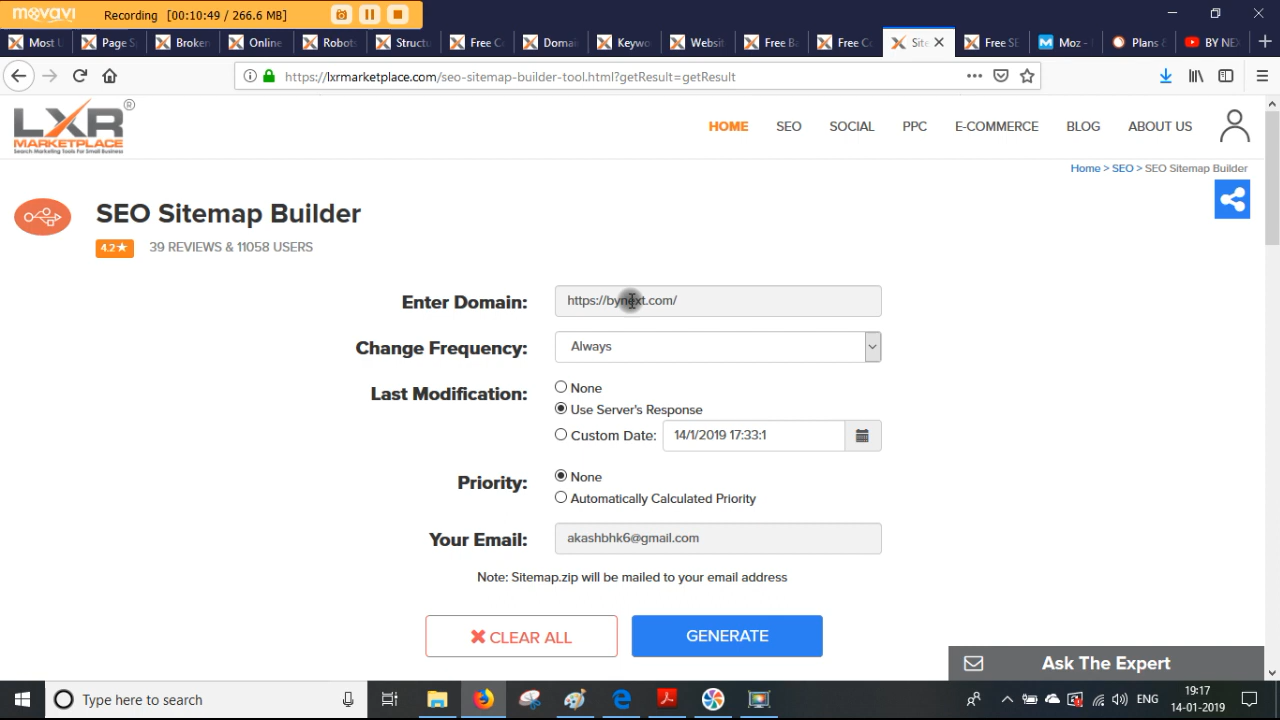 movavi Recording [00:10:49 / 266.6 MB]
Most Page S Broken Online Robots Structu Free C Domai Keywo Websit Free Ba Free Co Site Free SE Moz - Plans & BY NEX
https://lxrmarketplace.com/seo-sitemap-builder-tool.html?getResult=getResult
LXR ®
MARKETPLACE
Search Marketing Tools For Small Business
HOME SEO SOCIAL PPC E-COMMERCE BLOG ABOUT US
Home > SEO > SEO Sitemap Builder
SEO Sitemap Builder
4.2★ 39 REVIEWS & 11058 USERS
Enter Domain: https://bynext.com/
Change Frequency: Always
Last Modification: None
Use Server's Response
Custom Date: 14/1/2019 17:33:1
Priority: None
Automatically Calculated Priority
Your Email: akashbhk6@gmail.com
Note: Sitemap.zip will be mailed to your email address
✖ CLEAR ALL GENERATE
Ask The Expert
Type here to search
ENG
19:17
14-01-2019